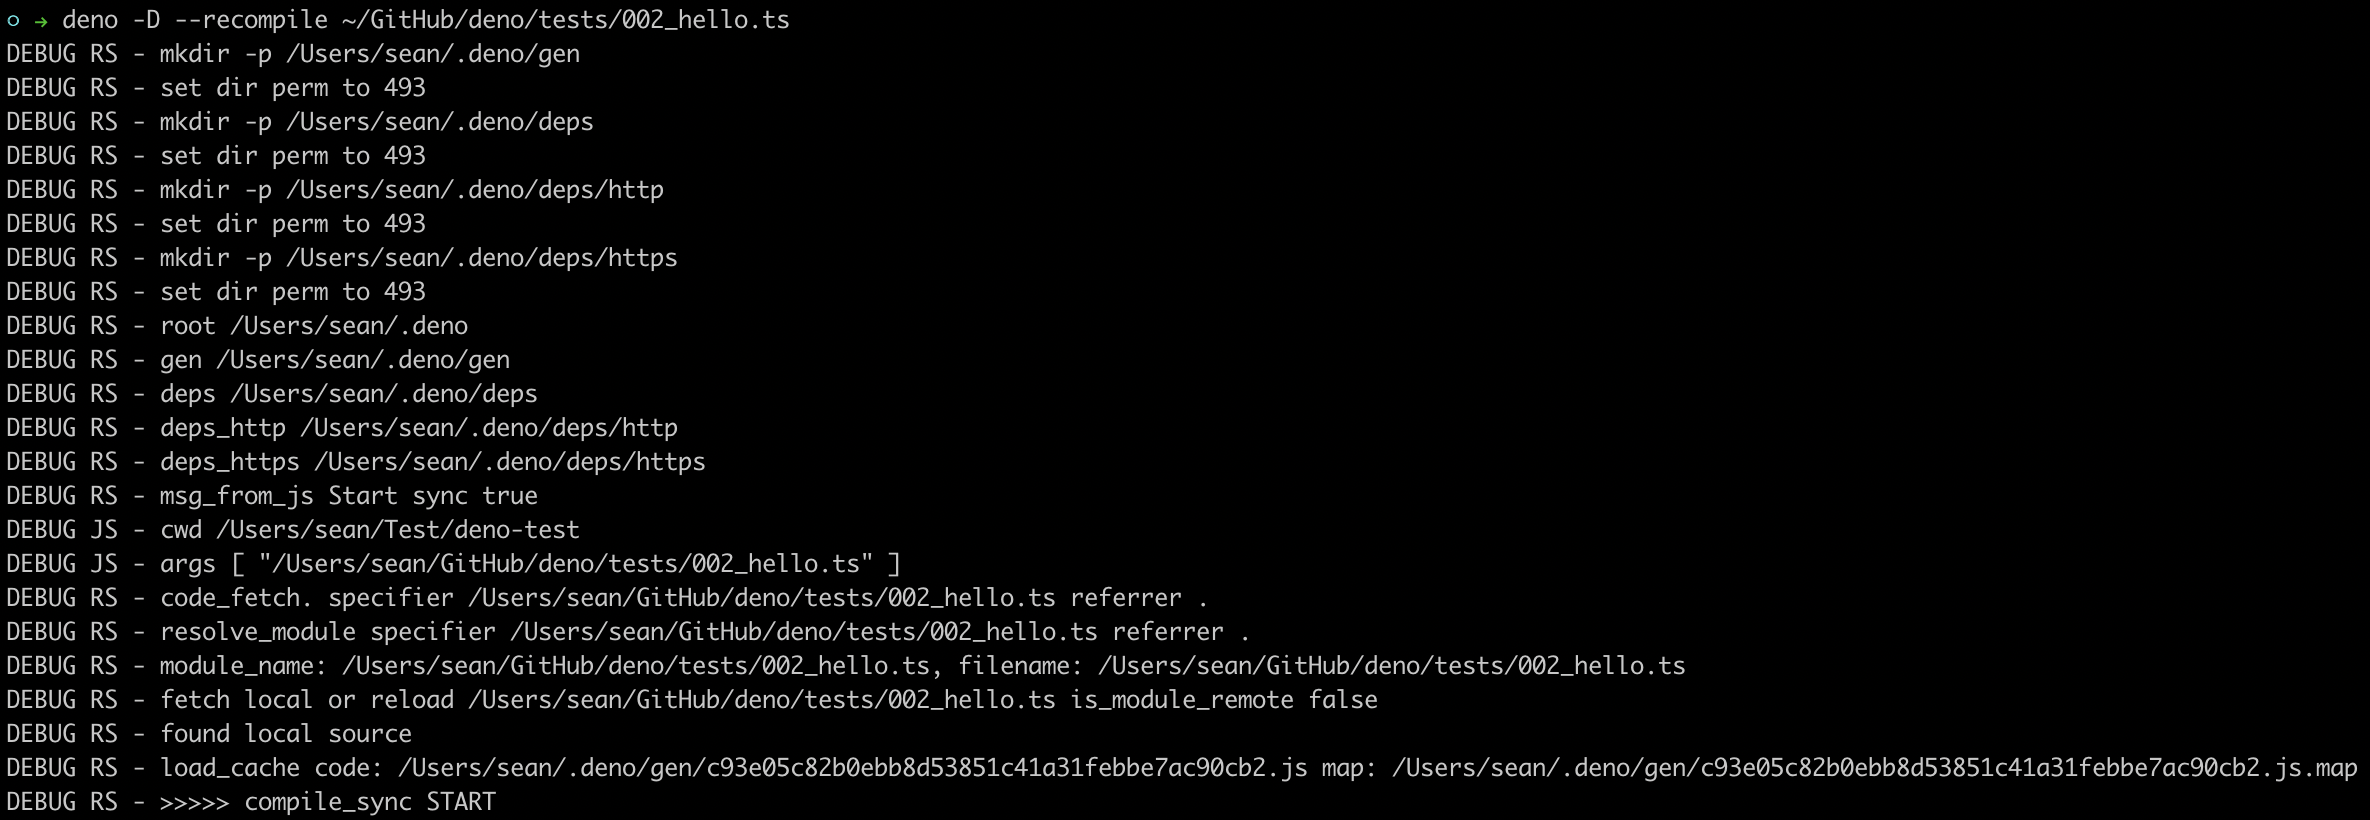 ○ → deno -D --recompile ~/GitHub/deno/tests/002_hello.ts
DEBUG RS - mkdir -p /Users/sean/.deno/gen
DEBUG RS - set dir perm to 493
DEBUG RS - mkdir -p /Users/sean/.deno/deps
DEBUG RS - set dir perm to 493
DEBUG RS - mkdir -p /Users/sean/.deno/deps/http
DEBUG RS - set dir perm to 493
DEBUG RS - mkdir -p /Users/sean/.deno/deps/https
DEBUG RS - set dir perm to 493
DEBUG RS - root /Users/sean/.deno
DEBUG RS - gen /Users/sean/.deno/gen
DEBUG RS - deps /Users/sean/.deno/deps
DEBUG RS - deps_http /Users/sean/.deno/deps/http
DEBUG RS - deps_https /Users/sean/.deno/deps/https
DEBUG RS - msg_from_js Start sync true
DEBUG JS - cwd /Users/sean/Test/deno-test
DEBUG JS - args [ "/Users/sean/GitHub/deno/tests/002_hello.ts" ]
DEBUG RS - code_fetch. specifier /Users/sean/GitHub/deno/tests/002_hello.ts referrer .
DEBUG RS - resolve_module specifier /Users/sean/GitHub/deno/tests/002_hello.ts referrer .
DEBUG RS - module_name: /Users/sean/GitHub/deno/tests/002_hello.ts, filename: /Users/sean/GitHub/deno/tests/002_hello.ts
DEBUG RS - fetch local or reload /Users/sean/GitHub/deno/tests/002_hello.ts is_module_remote false
DEBUG RS - found local source
DEBUG RS - load_cache code: /Users/sean/.deno/gen/c93e05c82b0ebb8d53851c41a31febbe7ac90cb2.js map: /Users/sean/.deno/gen/c93e05c82b0ebb8d53851c41a31febbe7ac90cb2.js.map
DEBUG RS - >>>>> compile_sync START